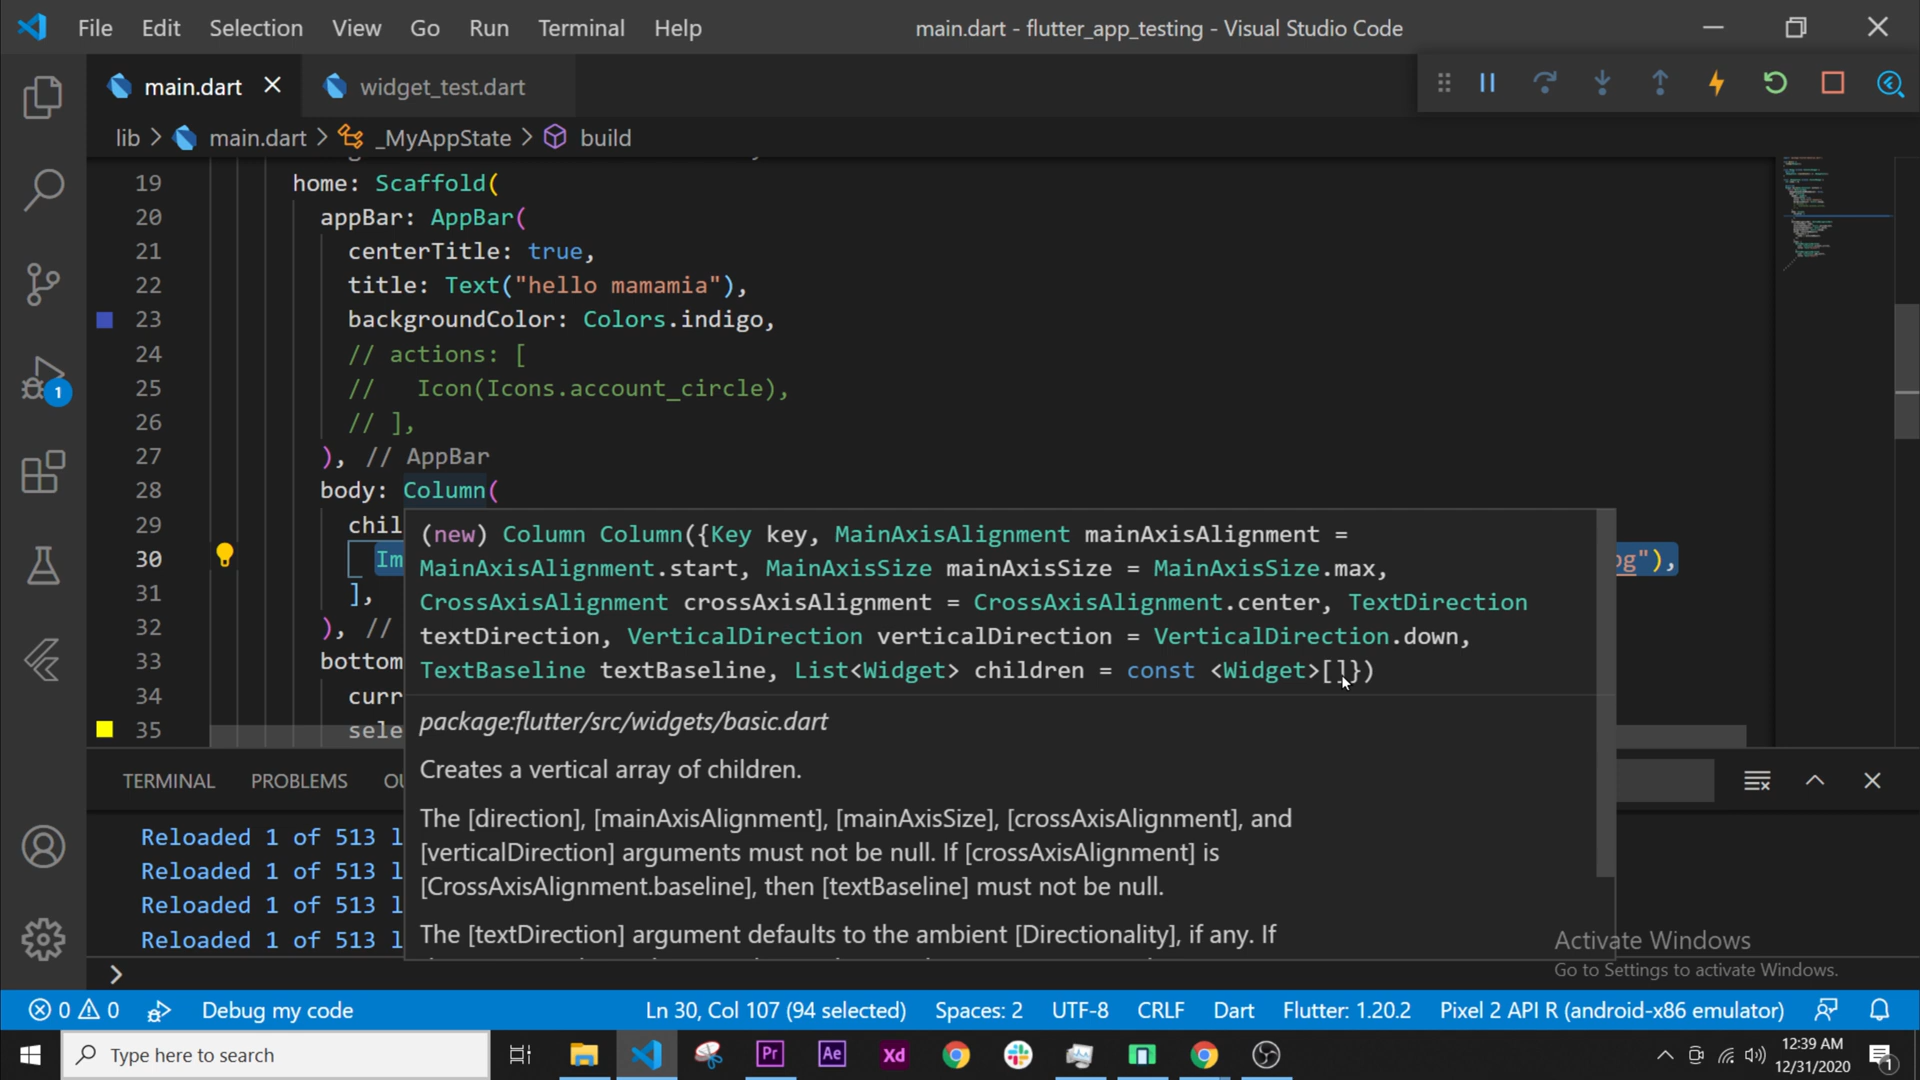 File Edit Selection View Go Run Terminal Help main.dart - flutter_app_testing - Visual Studio Code
main.dart widget_test.dart
lib > main.dart > _MyAppState > build
19 home: Scaffold(
20 appBar: AppBar(
21 centerTitle: true,
22 title: Text("hello mamamia"),
23 backgroundColor: Colors.indigo,
24 // actions: [
25 //   Icon(Icons.account_circle),
26 // ],
27 ), // AppBar
28 body: Column(
29 chil
30 Im g"),
31 ],
32 ), //
33 bottom
34 curr
35 sele
(new) Column Column({Key key, MainAxisAlignment mainAxisAlignment =
MainAxisAlignment.start, MainAxisSize mainAxisSize = MainAxisSize.max,
CrossAxisAlignment crossAxisAlignment = CrossAxisAlignment.center, TextDirection
textDirection, VerticalDirection verticalDirection = VerticalDirection.down,
TextBaseline textBaseline, List<Widget> children = const <Widget>[]})
package:flutter/src/widgets/basic.dart
Creates a vertical array of children.
The [direction], [mainAxisAlignment], [mainAxisSize], [crossAxisAlignment], and
[verticalDirection] arguments must not be null. If [crossAxisAlignment] is
[CrossAxisAlignment.baseline], then [textBaseline] must not be null.
The [textDirection] argument defaults to the ambient [Directionality], if any. If
TERMINAL PROBLEMS OU
Reloaded 1 of 513 l
Reloaded 1 of 513 l
Reloaded 1 of 513 l
Reloaded 1 of 513 l
1
Activate Windows
Go to Settings to activate Windows.
0 0 Debug my code Ln 30, Col 107 (94 selected) Spaces: 2 UTF-8 CRLF Dart Flutter: 1.20.2 Pixel 2 API R (android-x86 emulator)
Type here to search Pr Ae Xd 12:39 AM
12/31/2020 1